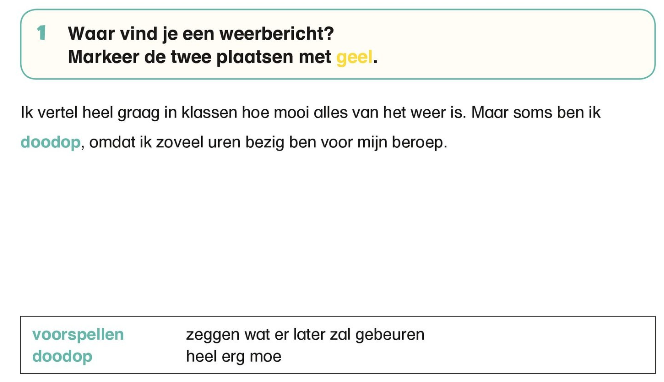 1 Waar vind je een weerbericht?
Markeer de twee plaatsen met geel.
Ik vertel heel graag in klassen hoe mooi alles van het weer is. Maar soms ben ik
doodop, omdat ik zoveel uren bezig ben voor mijn beroep.
voorspellen zeggen wat er later zal gebeuren
doodop heel erg moe